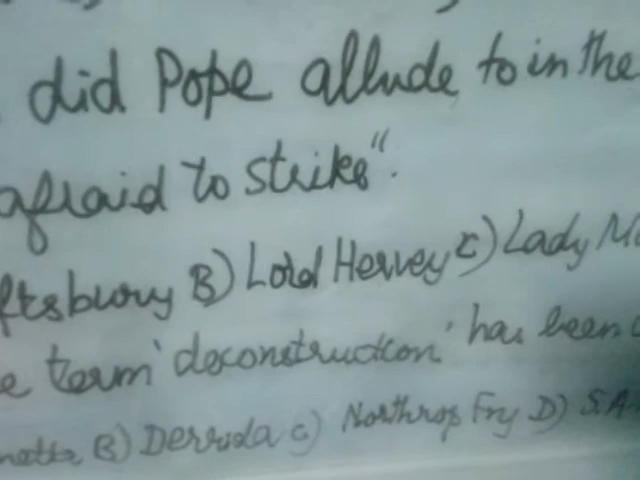 did Pope allude to in the
afraid to strike".
ftsbury B) Lord Hervey C) Lady M
e term 'deconstruction' has been
B) Derrida C) Northrop Fry D) S.A